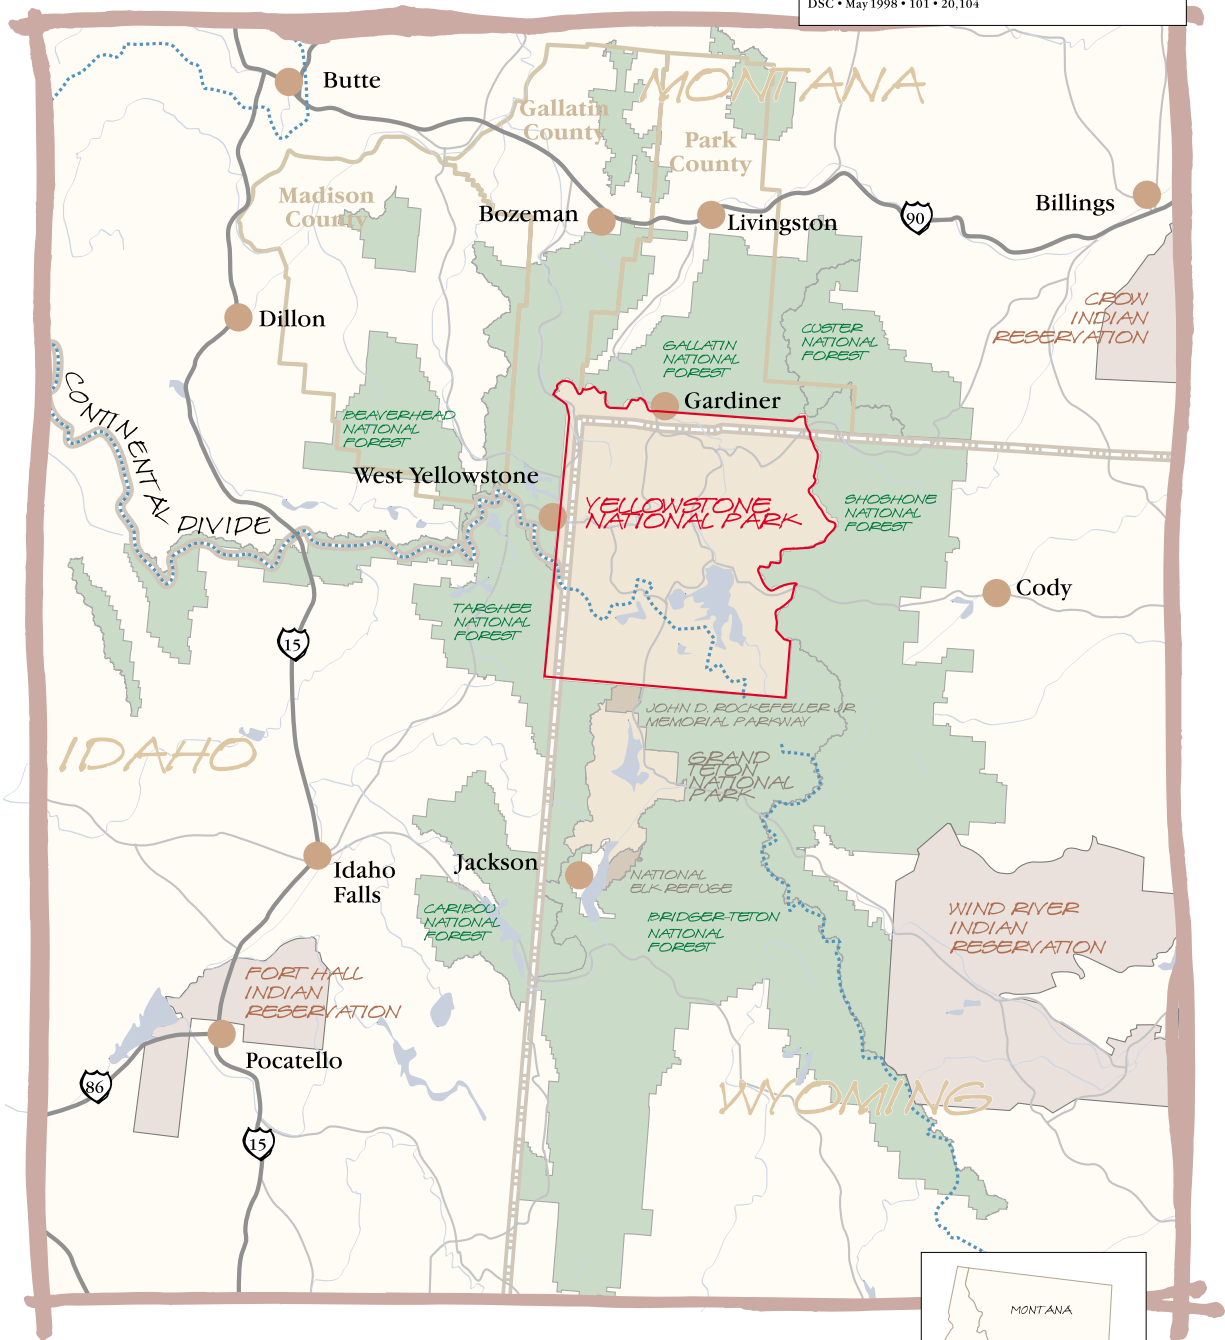 DSC • May 1998 • 101 • 20,104
MONTANA
Butte
Gallatin
County
Park
County
Madison
County
Bozeman
Livingston
90
Billings
CROW
INDIAN
RESERVATION
Dillon
CUSTER
NATIONAL
FOREST
GALLATIN
NATIONAL
FOREST
CONTINENTAL DIVIDE
Gardiner
BEAVERHEAD
NATIONAL
FOREST
West Yellowstone
YELLOWSTONE
NATIONAL PARK
SHOSHONE
NATIONAL
FOREST
Cody
TARGHEE
NATIONAL
FOREST
15
IDAHO
JOHN D. ROCKEFELLER JR.
MEMORIAL PARKWAY
GRAND
TETON
NATIONAL
PARK
Idaho
Falls
Jackson
NATIONAL
ELK REFUGE
CARIBOU
NATIONAL
FOREST
BRIDGER-TETON
NATIONAL
FOREST
WIND RIVER
INDIAN
RESERVATION
FORT HALL
INDIAN
RESERVATION
Pocatello
86
15
WYOMING
MONTANA